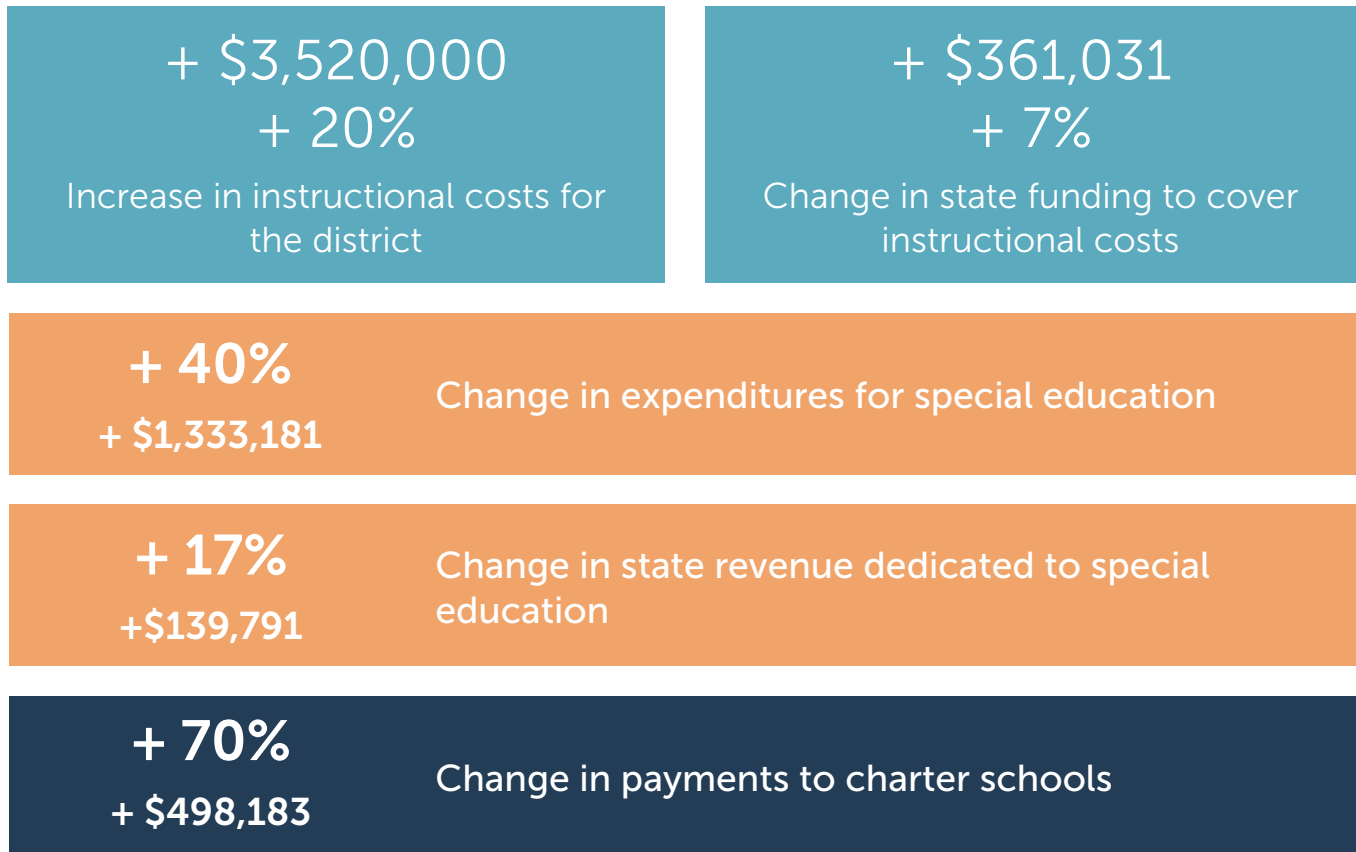 + $3,520,000
+ 20%
Increase in instructional costs for
the district
+ $361,031
+ 7%
Change in state funding to cover
instructional costs
+ 40%
+ $1,333,181
Change in expenditures for special education
+ 17%
+$139,791
Change in state revenue dedicated to special
education
+ 70%
+ $498,183
Change in payments to charter schools